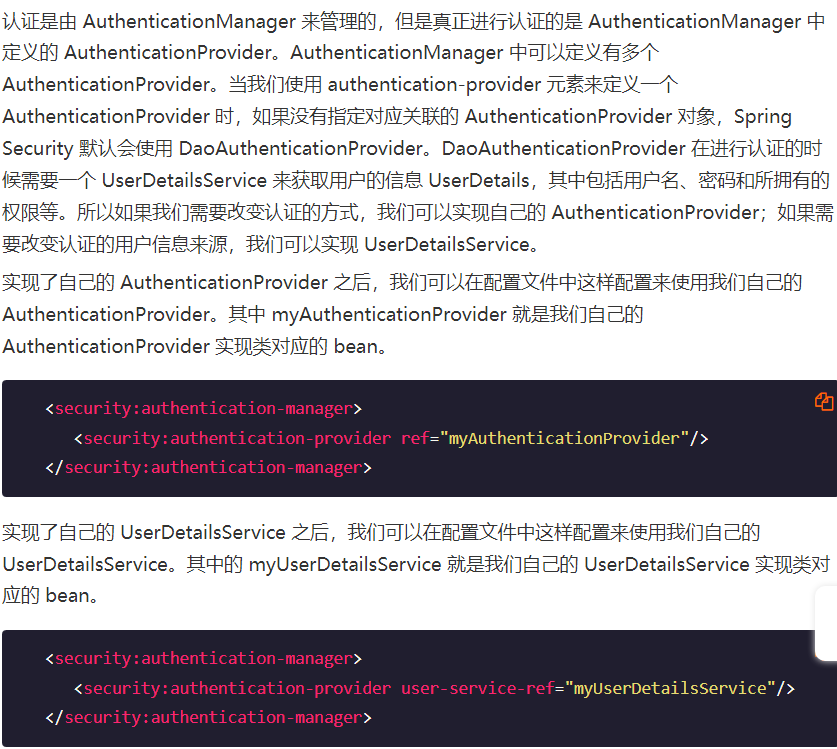 认证是由 AuthenticationManager 来管理的，但是真正进行认证的是 AuthenticationManager 中
定义的 AuthenticationProvider。AuthenticationManager 中可以定义有多个
AuthenticationProvider。当我们使用 authentication-provider 元素来定义一个
AuthenticationProvider 时，如果没有指定对应关联的 AuthenticationProvider 对象，Spring
Security 默认会使用 DaoAuthenticationProvider。DaoAuthenticationProvider 在进行认证的时
候需要一个 UserDetailsService 来获取用户的信息 UserDetails，其中包括用户名、密码和所拥有的
权限等。所以如果我们需要改变认证的方式，我们可以实现自己的 AuthenticationProvider；如果需
要改变认证的用户信息来源，我们可以实现 UserDetailsService。
实现了自己的 AuthenticationProvider 之后，我们可以在配置文件中这样配置来使用我们自己的
AuthenticationProvider。其中 myAuthenticationProvider 就是我们自己的
AuthenticationProvider 实现类对应的 bean。
<security:authentication-manager>
<security:authentication-provider ref="myAuthenticationProvider"/>
</security:authentication-manager>
实现了自己的 UserDetailsService 之后，我们可以在配置文件中这样配置来使用我们自己的
UserDetailsService。其中的 myUserDetailsService 就是我们自己的 UserDetailsService 实现类对
应的 bean。
<security:authentication-manager>
<security:authentication-provider user-service-ref="myUserDetailsService"/>
</security:authentication-manager>